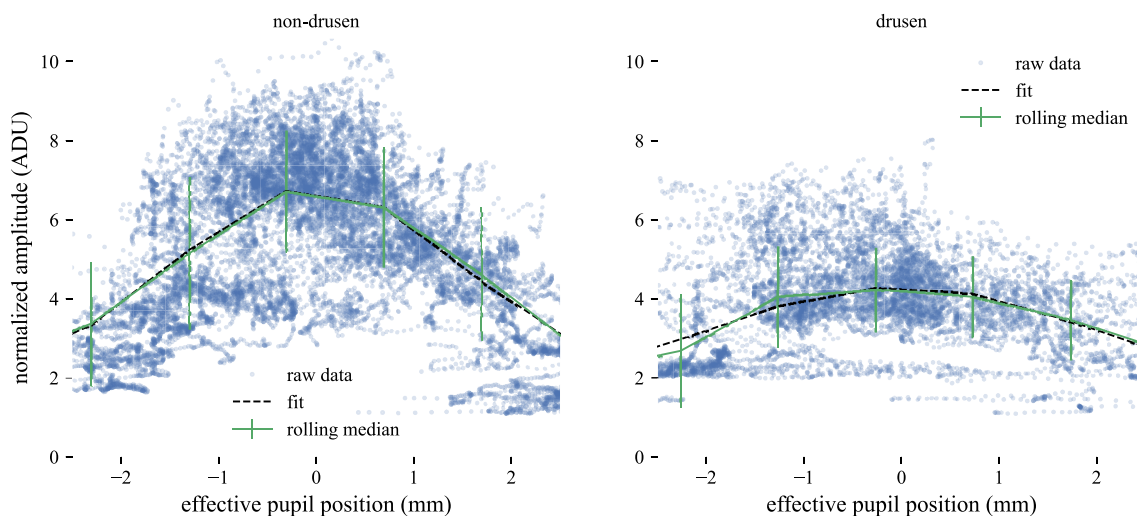 non-drusen
normalized amplitude (ADU)
10
8
6
4
2
0
raw data
fit
rolling median
−2
−1
0
1
2
effective pupil position (mm)
drusen
10
8
6
4
2
0
raw data
fit
rolling median
−2
−1
0
1
2
effective pupil position (mm)